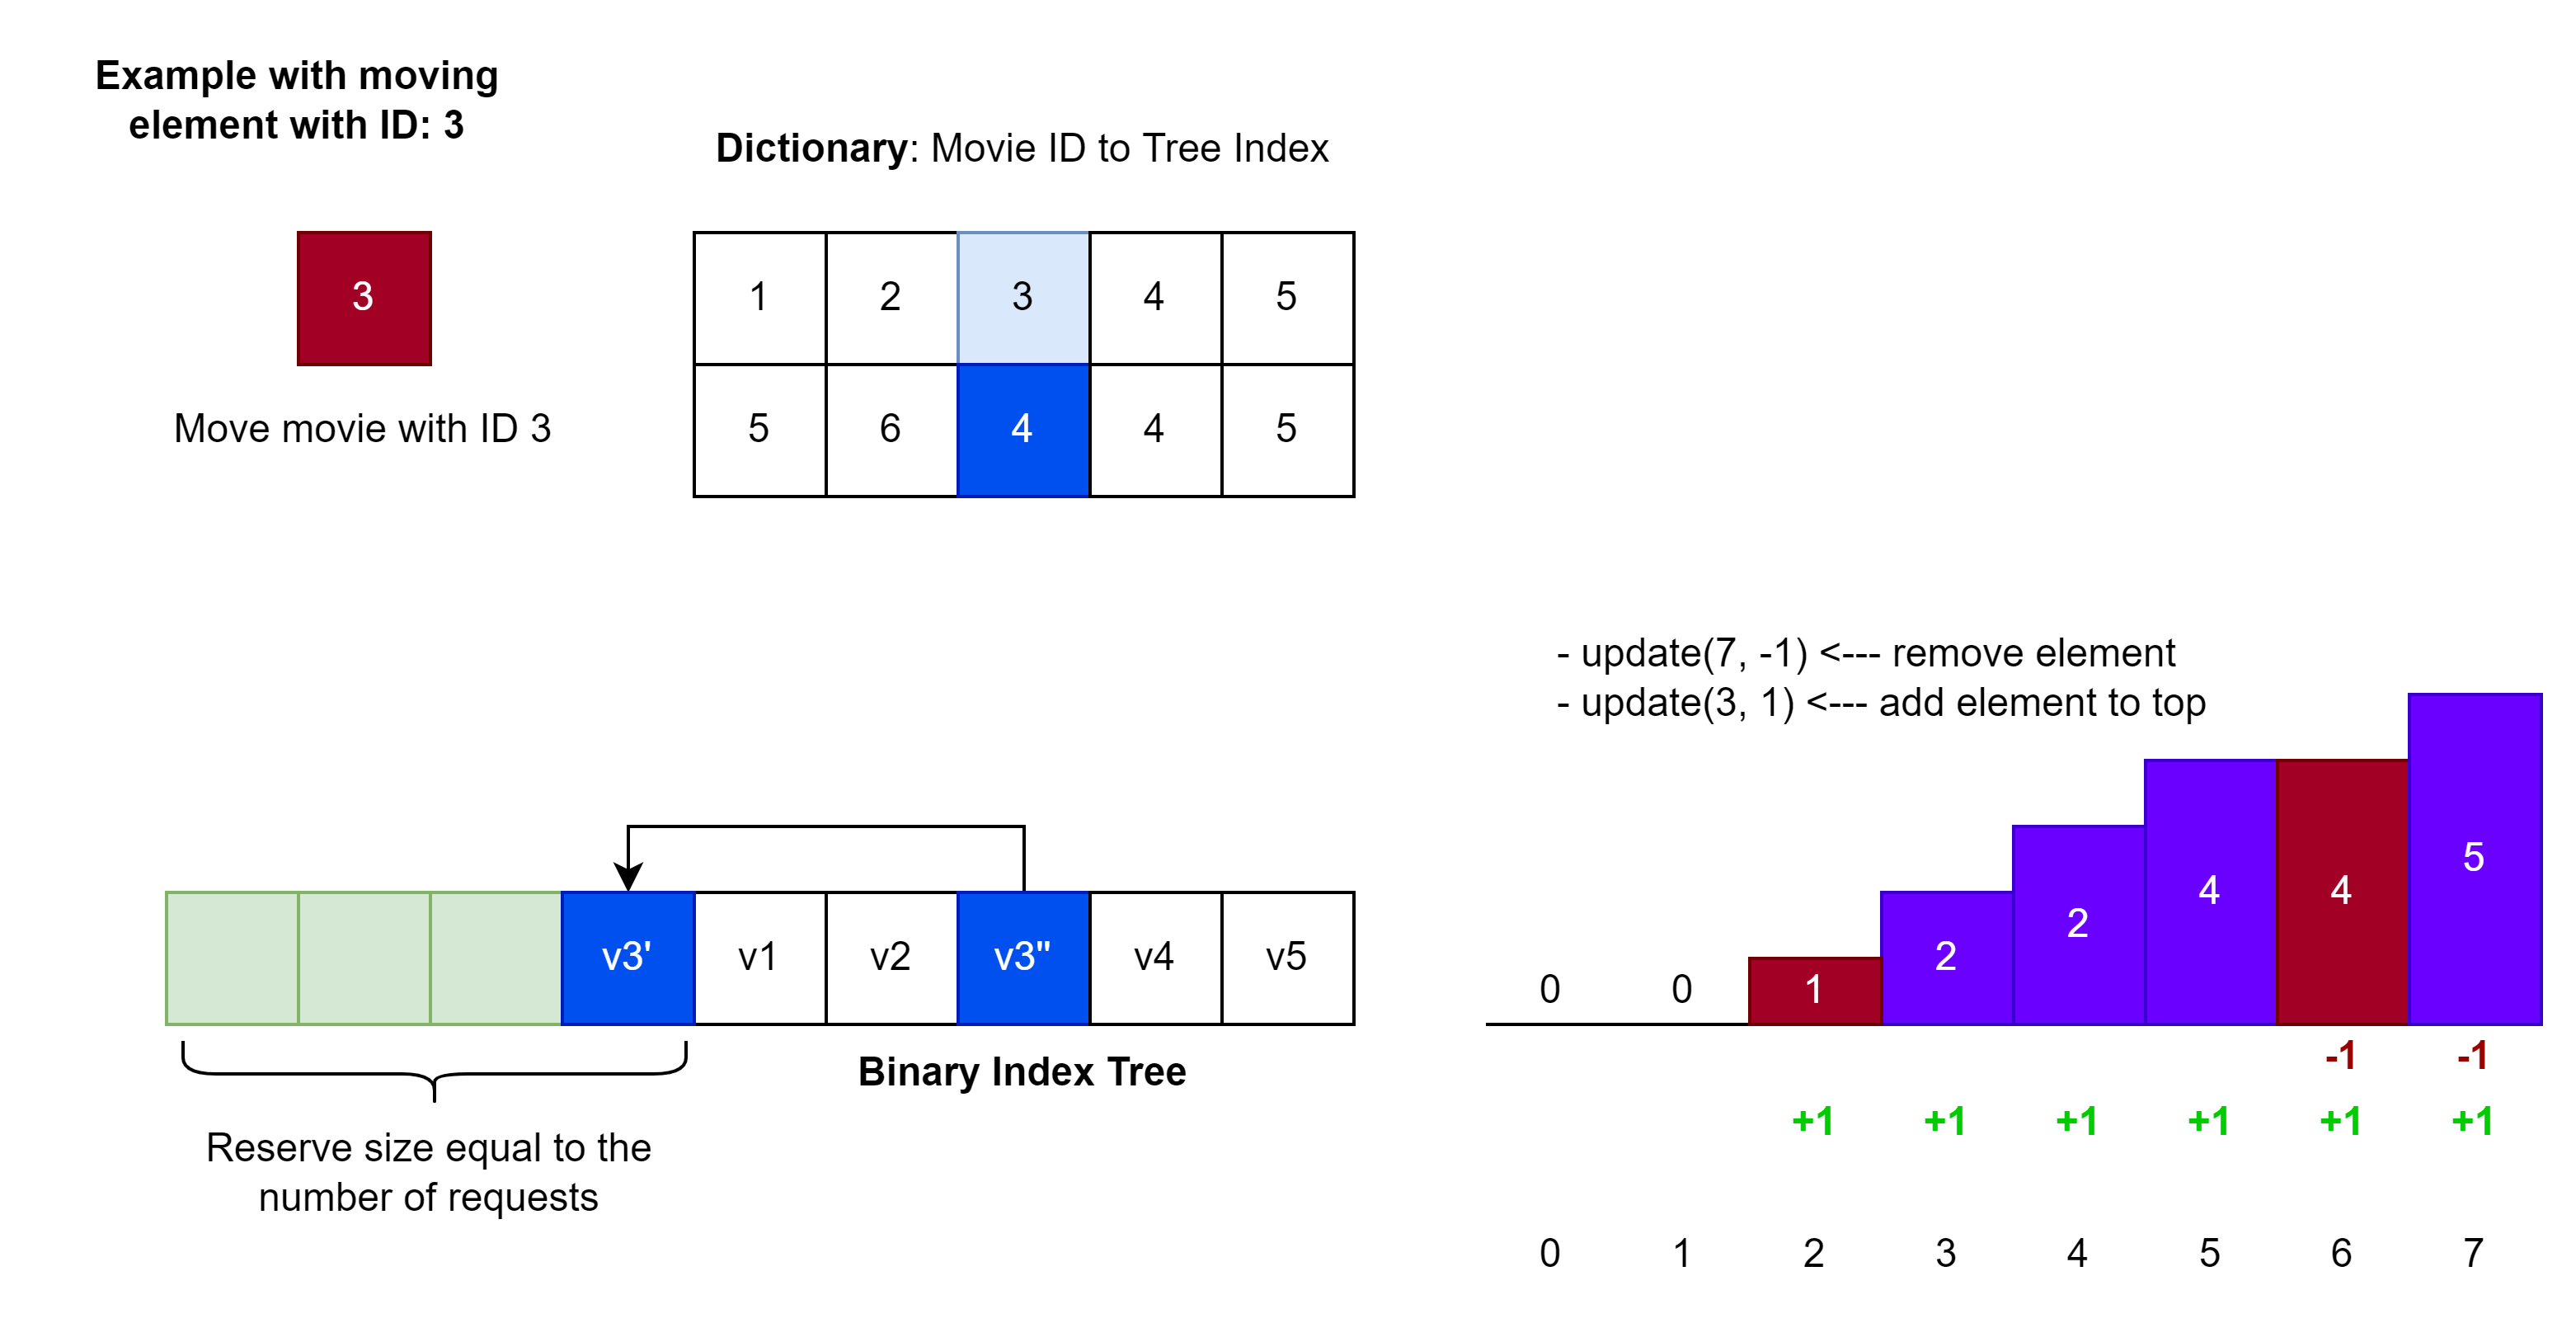 Example with moving
element with ID: 3
Dictionary: Movie ID to Tree Index
3
1 2 3 4 5
Move movie with ID 3
5 6 4 4 5
- update(7, -1) <--- remove element
- update(3, 1) <--- add element to top
v3' v1 v2 v3" v4 v5
Binary Index Tree
Reserve size equal to the
number of requests
0 0 1 2 2 4 4 5
-1 -1
+1 +1 +1 +1 +1 +1
0 1 2 3 4 5 6 7